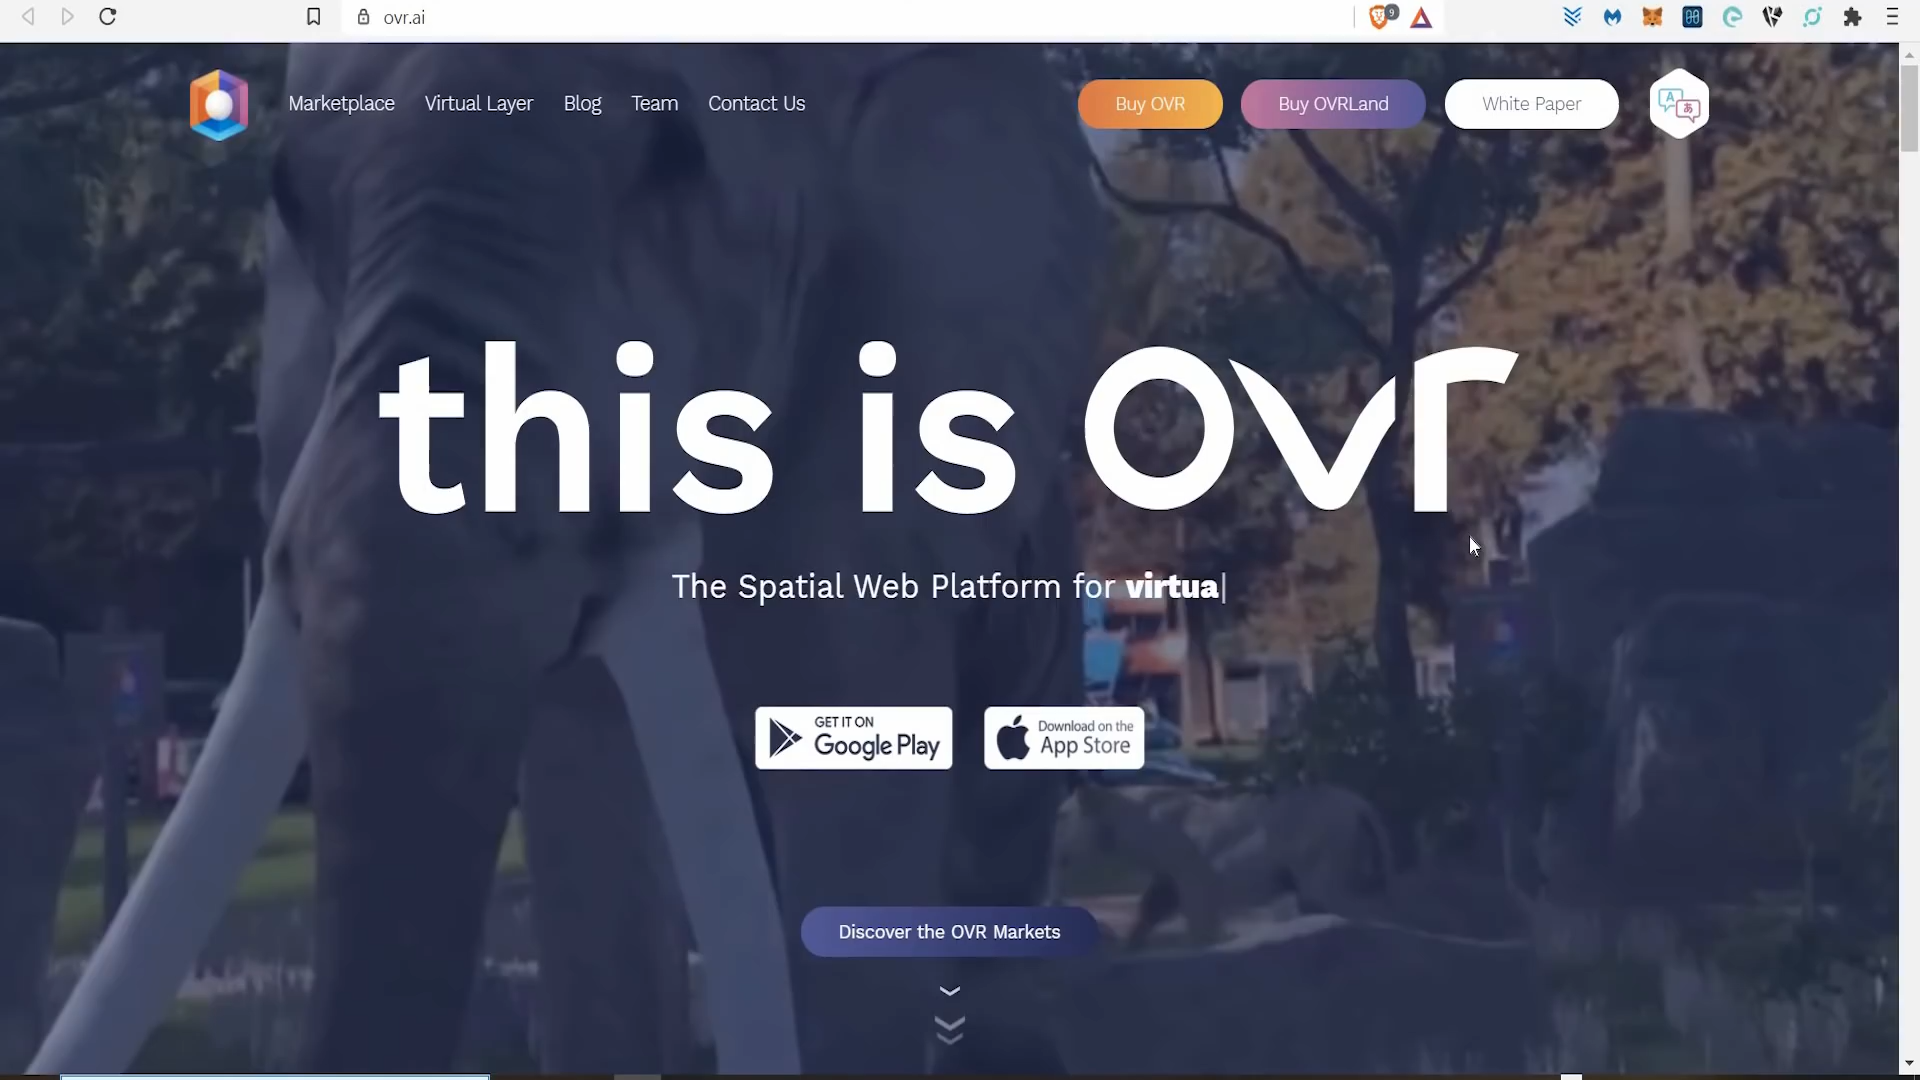 ovr.ai
9
Marketplace
Virtual Layer
Blog
Team
Contact Us
Buy OVR
Buy OVRLand
White Paper
A
あ
this is ovr
The Spatial Web Platform for virtua|
GET IT ON
Google Play
Download on the
App Store
Discover the OVR Markets